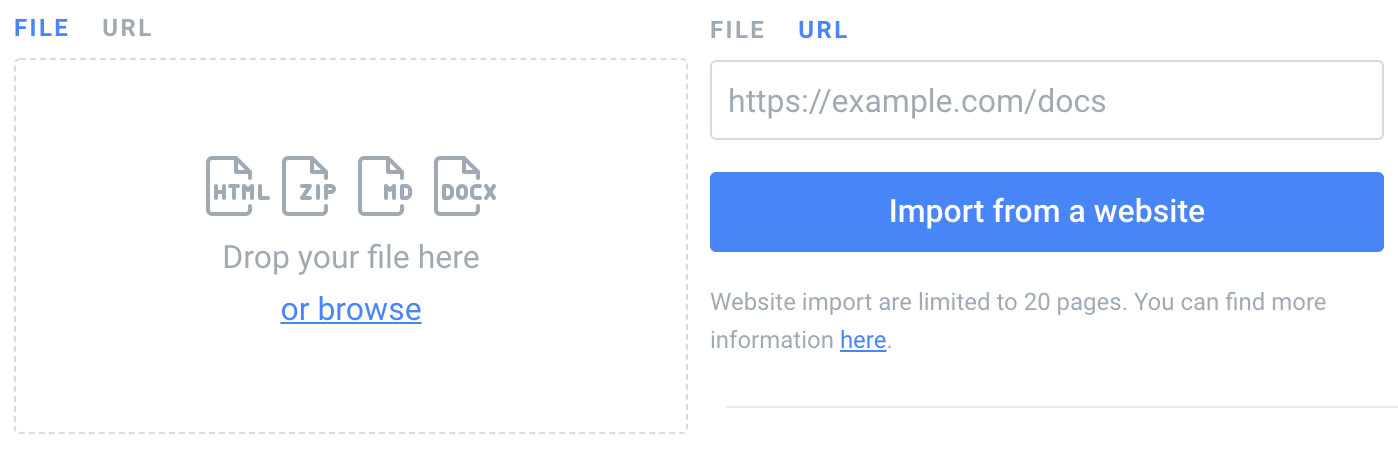 FILE URL
HTML ZIP MD DOCX
Drop your file here
or browse
FILE URL
https://example.com/docs
Import from a website
Website import are limited to 20 pages. You can find more
information here.